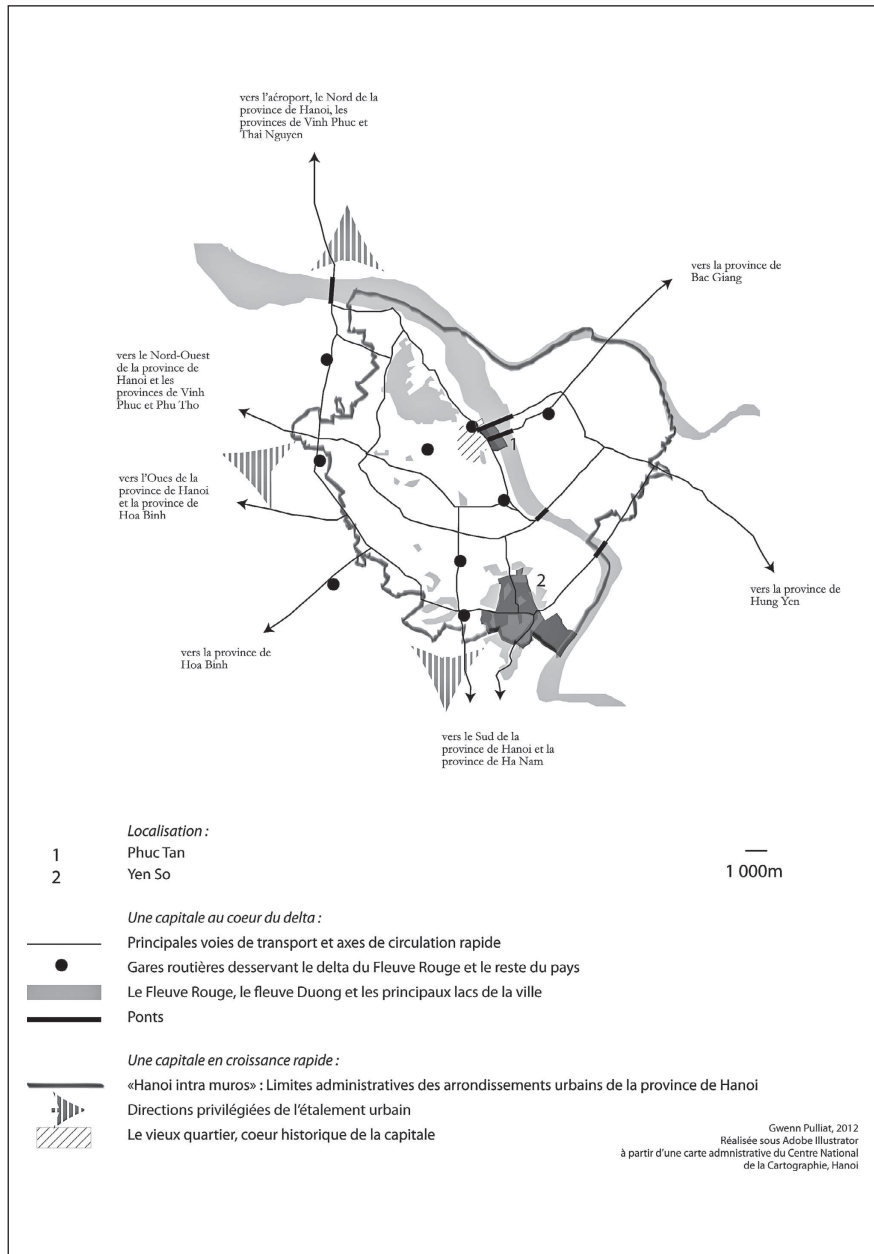 vers l'aéroport, le Nord de la
province de Hanoi, les
provinces de Vinh Phuc et
Thai Nguyen
vers la province de
Bac Giang
vers le Nord-Ouest
de la province de
Hanoi et les
provinces de Vinh
Phuc et Phu Tho
1
vers l'Oues de la
province de Hanoi
et la province de
Hoa Binh
2
vers la province de
Hung Yen
vers la province de
Hoa Binh
vers le Sud de la
province de Hanoi et la
province de Ha Nam
Localisation :
1 Phuc Tan
2 Yen So
1 000m
Une capitale au coeur du delta :
Principales voies de transport et axes de circulation rapide
Gares routières desservant le delta du Fleuve Rouge et le reste du pays
Le Fleuve Rouge, le fleuve Duong et les principaux lacs de la ville
Ponts
Une capitale en croissance rapide :
«Hanoi intra muros» : Limites administratives des arrondissements urbains de la province de Hanoi
Directions privilégiées de l'étalement urbain
Le vieux quartier, coeur historique de la capitale
Gwenn Pulliat, 2012
Réalisée sous Adobe Illustrator
à partir d'une carte admnistrative du Centre National
de la Cartographie, Hanoi